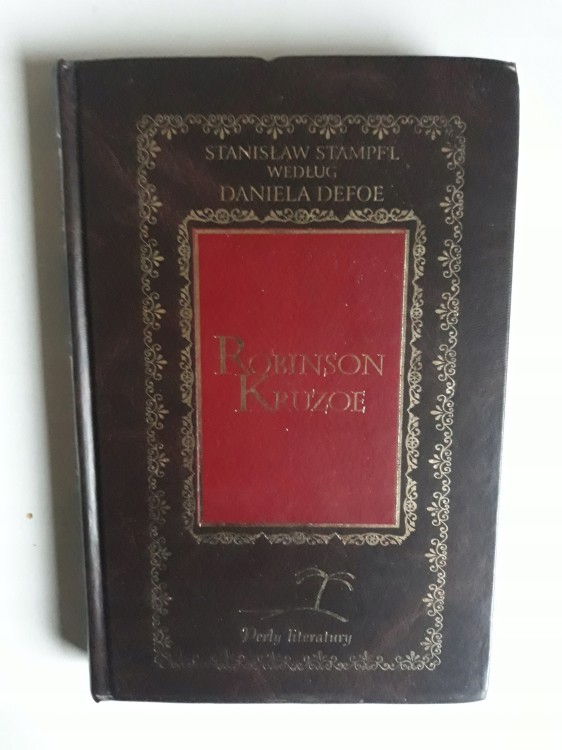 STANISŁAW STAMPF'L
WEDŁUG
DANIELA DEFOE
ROBINSON
KRUZOE
Perły literatury